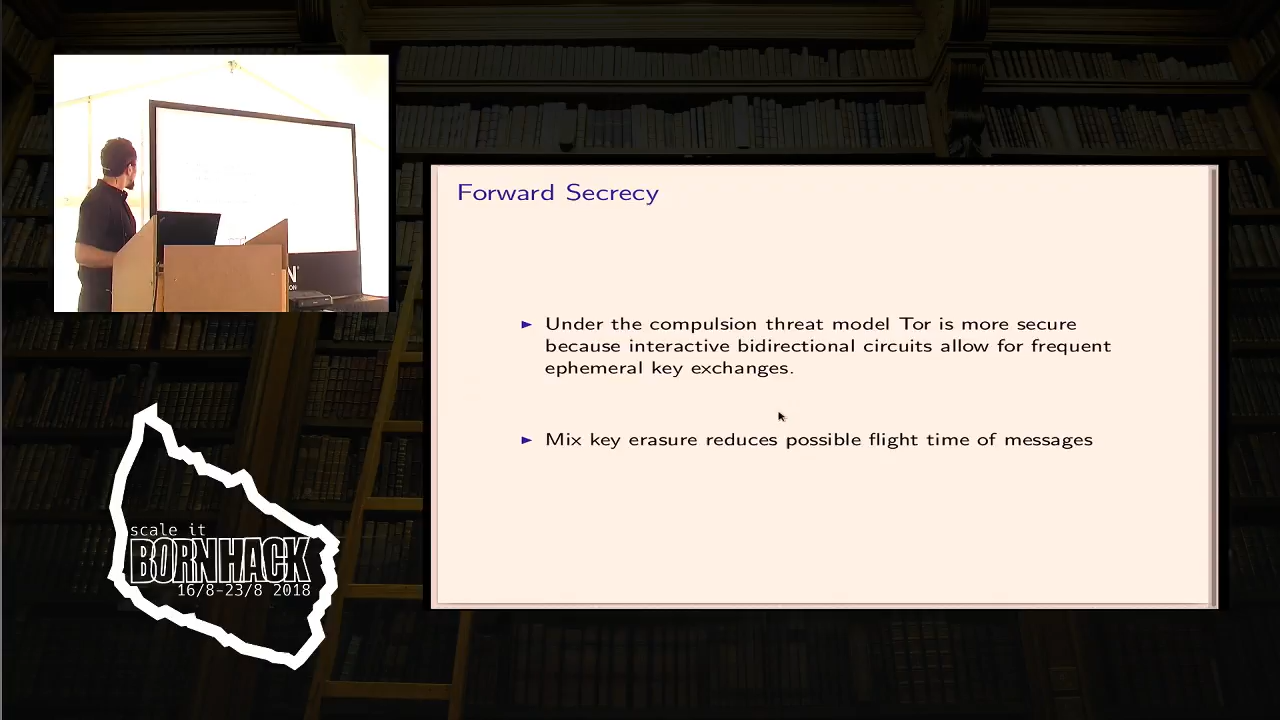 Forward Secrecy
► Under the compulsion threat model Tor is more secure
because interactive bidirectional circuits allow for frequent
ephemeral key exchanges.
► Mix key erasure reduces possible flight time of messages
scale it
BORNHACK
16/8-23/8 2018